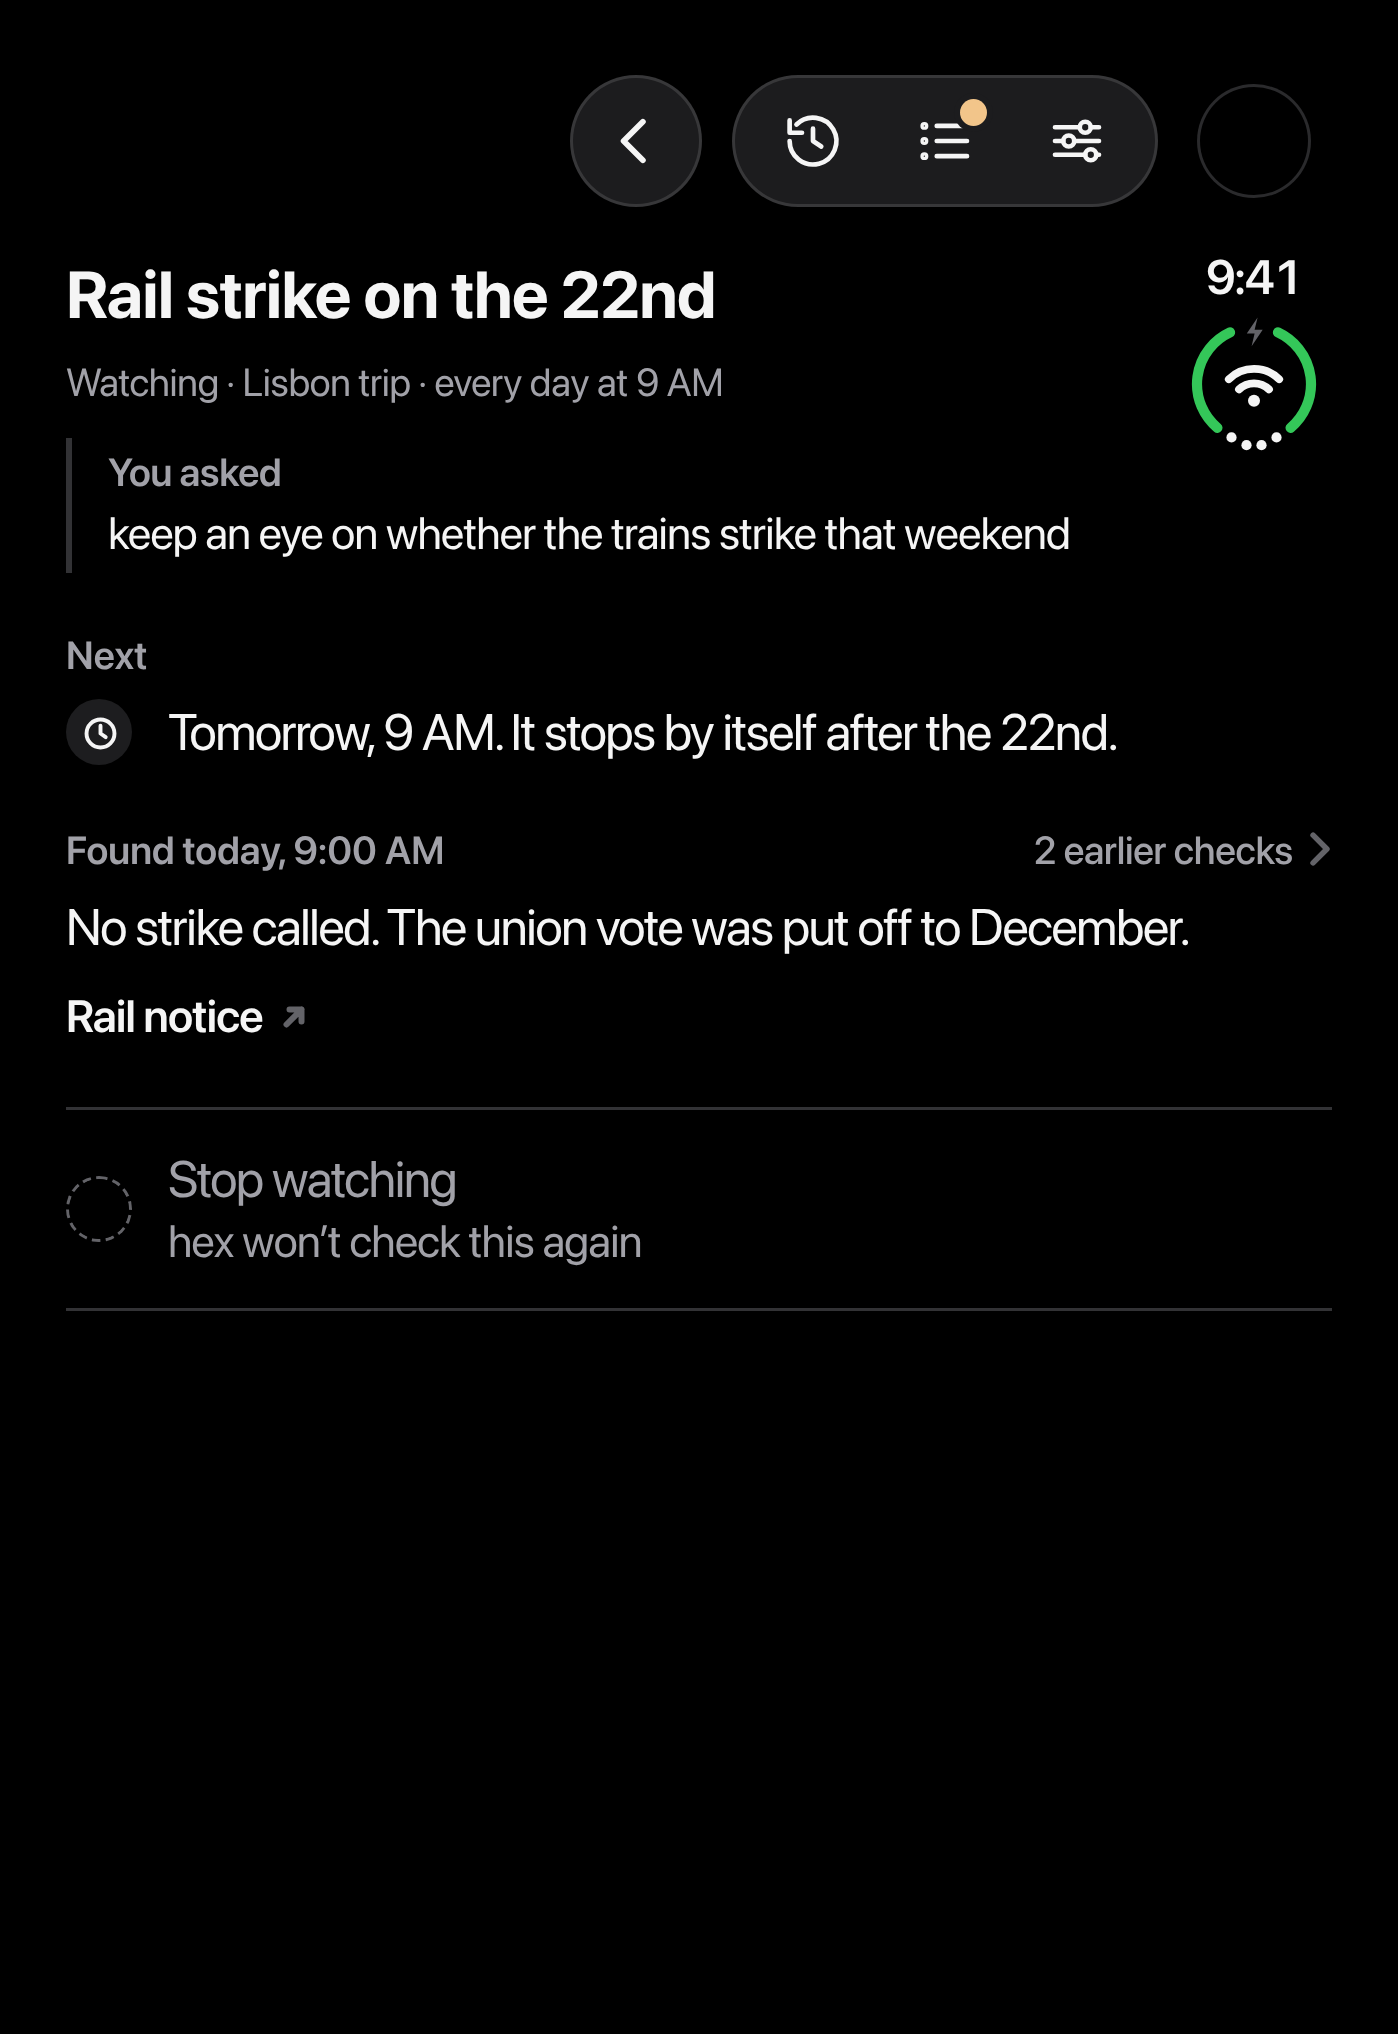 Rail strike on the 22nd
9:41
Watching · Lisbon trip · every day at 9 AM
You asked
keep an eye on whether the trains strike that weekend
Next
Tomorrow, 9 AM. It stops by itself after the 22nd.
Found today, 9:00 AM
2 earlier checks
No strike called. The union vote was put off to December.
Rail notice
Stop watching
hex won’t check this again